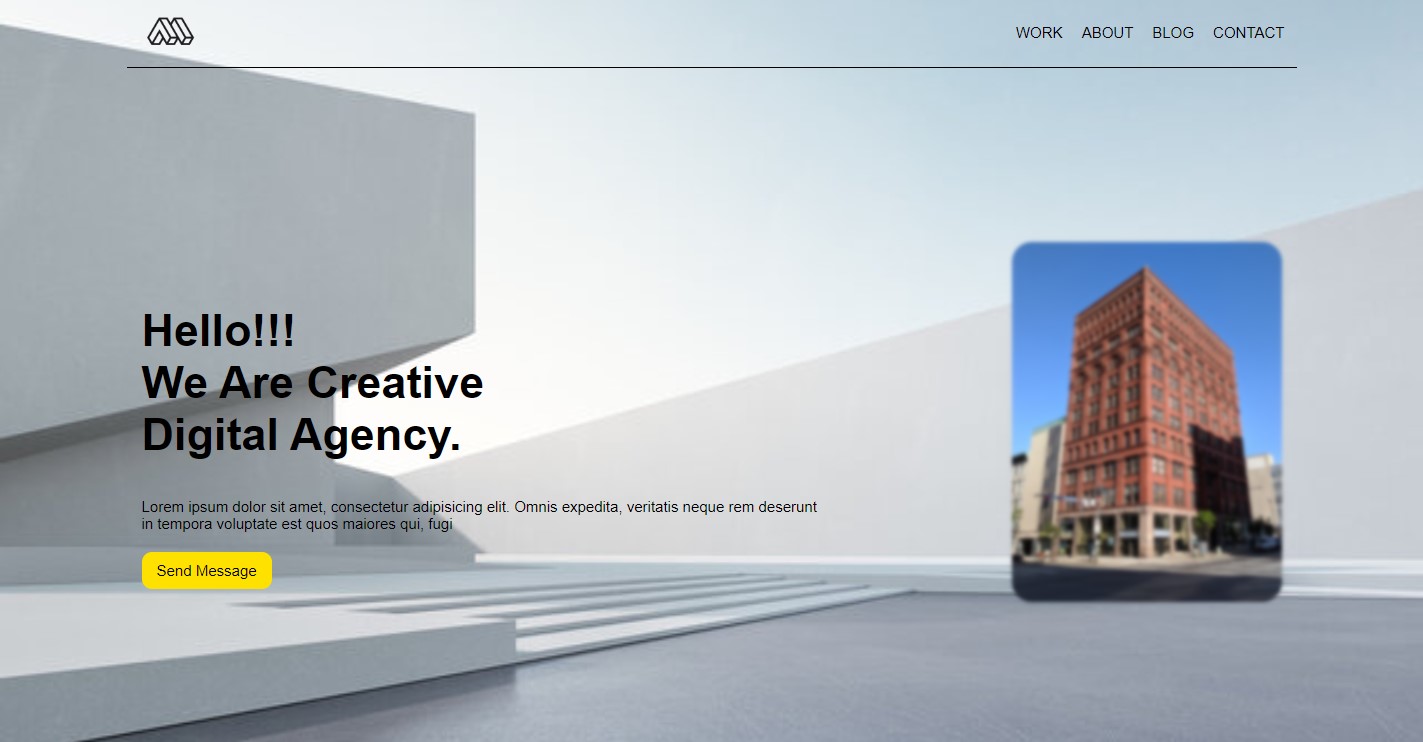 WORK ABOUT BLOG CONTACT
Hello!!!
We Are Creative
Digital Agency.
Lorem ipsum dolor sit amet, consectetur adipisicing elit. Omnis expedita, veritatis neque rem deserunt
in tempora voluptate est quos maiores qui, fugi
Send Message